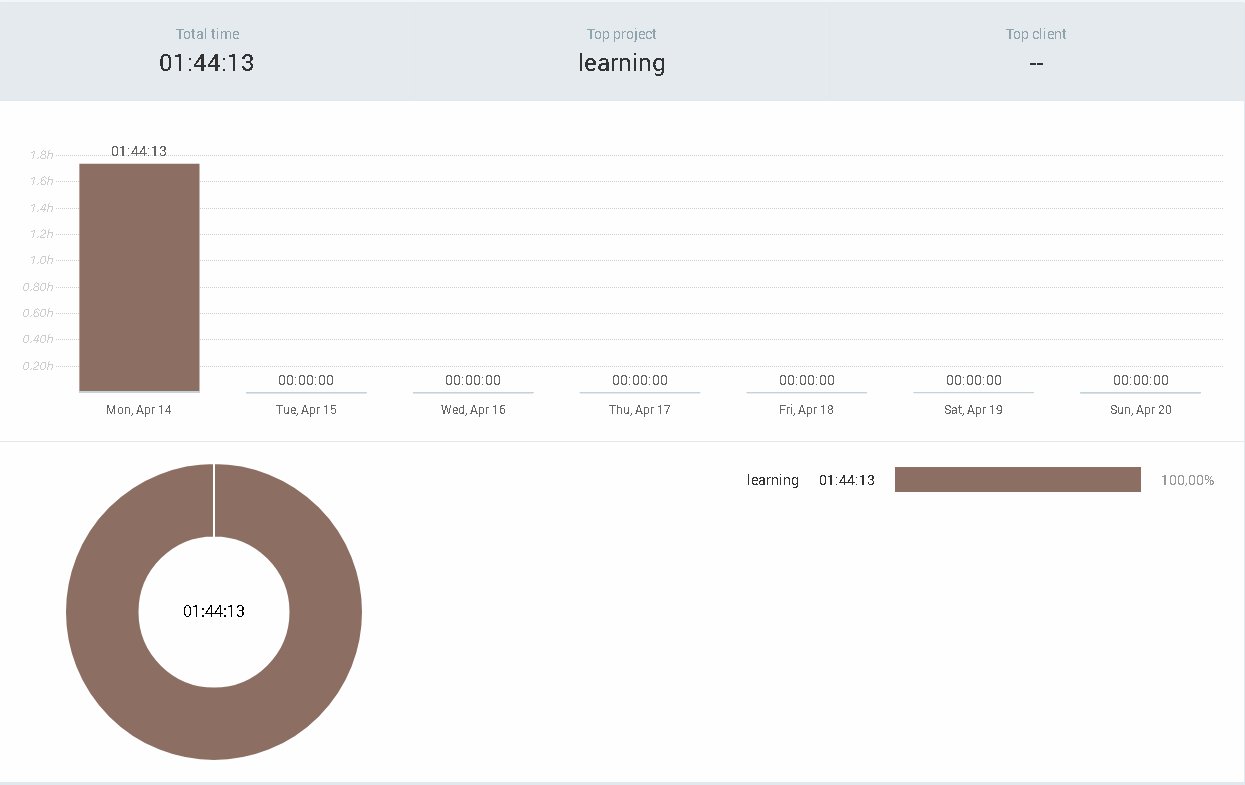 Total time Top project Top client
01:44:13 learning --
01:44:13
1.8h
1.6h
1.4h
1.2h
1.0h
0.80h
0.60h
0.40h
0.20h
00:00:00 00:00:00 00:00:00 00:00:00 00:00:00 00:00:00
Mon, Apr 14 Tue, Apr 15 Wed, Apr 16 Thu, Apr 17 Fri, Apr 18 Sat, Apr 19 Sun, Apr 20
learning 01:44:13 100,00%
01:44:13